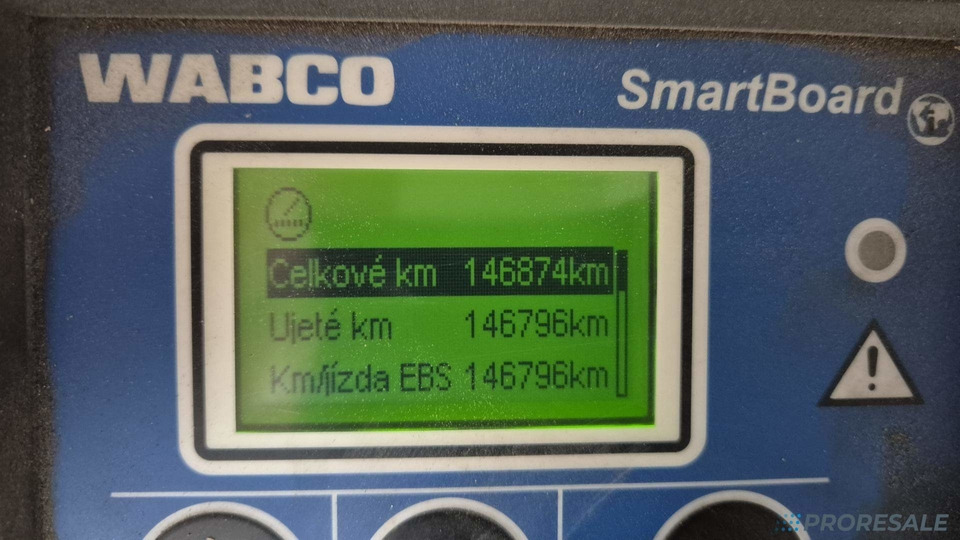 WABCO
SmartBoard
Celkové km 146874km
Ujeté km 146796km
Km/jízda EBS 146796km
PRORESALE